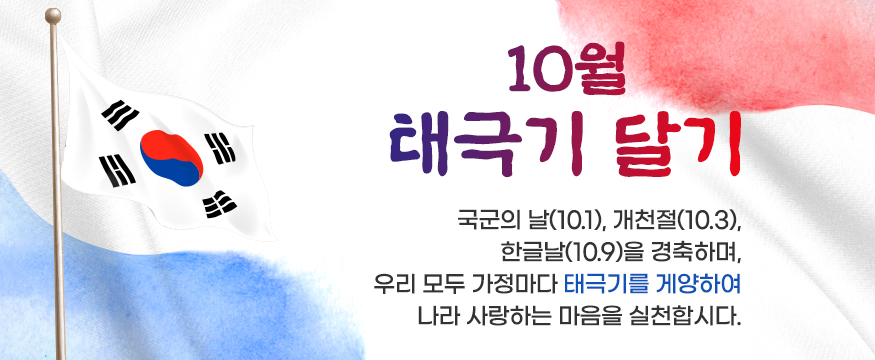 10월
태극기 달기
국군의 날(10.1), 개천절(10.3),
한글날(10.9)을 경축하며,
우리 모두 가정마다 태극기를 게양하여
나라 사랑하는 마음을 실천합시다.